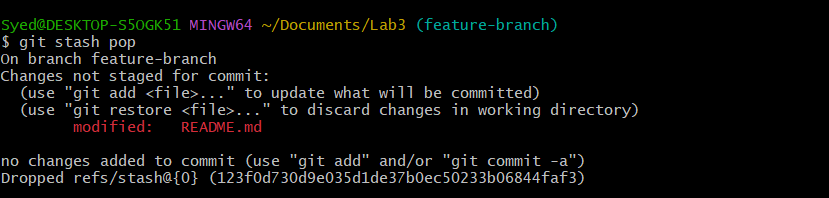 Syed@DESKTOP-S5OGK51 MINGW64 ~/Documents/Lab3 (feature-branch)
$ git stash pop
On branch feature-branch
Changes not staged for commit:
  (use "git add <file>..." to update what will be committed)
  (use "git restore <file>..." to discard changes in working directory)
        modified:   README.md

no changes added to commit (use "git add" and/or "git commit -a")
Dropped refs/stash@{0} (123f0d730d9e035d1de37b0ec50233b06844faf3)